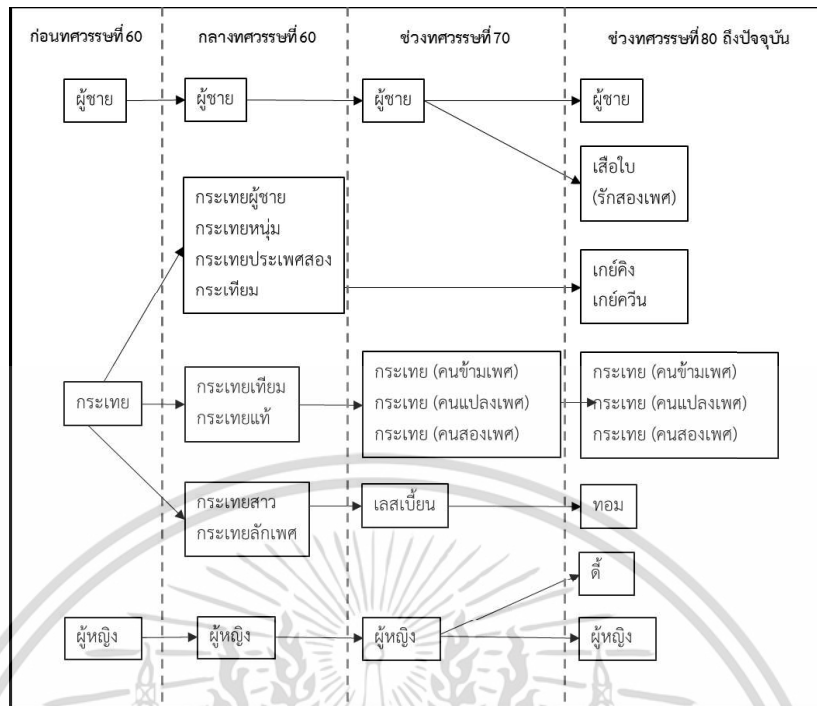 ก่อนทศวรรษที่60
กลางทศวรรษที่60
ช่วงทศวรรษที่70
ช่วงทศวรรษที่80 ถึงปัจจุบัน
ผู้ชาย
ผู้ชาย
ผู้ชาย
ผู้ชาย
เสือใบ
(รักสองเพศ)
กระเทยผู้ชาย
กระเทยหนุ่ม
กระเทยประเพศสอง
กระเทียม
เกย์คิง
เกย์ควีน
กระเทย
กระเทยเทียม
กระเทยแท้
กระเทย (คนข้ามเพศ)
กระเทย (คนแปลงเพศ)
กระเทย (คนสองเพศ)
กระเทย (คนข้ามเพศ)
กระเทย (คนแปลงเพศ)
กระเทย (คนสองเพศ)
กระเทยสาว
กระเทยลักเพศ
เลสเบี้ยน
ทอม
ดี้
ผู้หญิง
ผู้หญิง
ผู้หญิง
ผู้หญิง